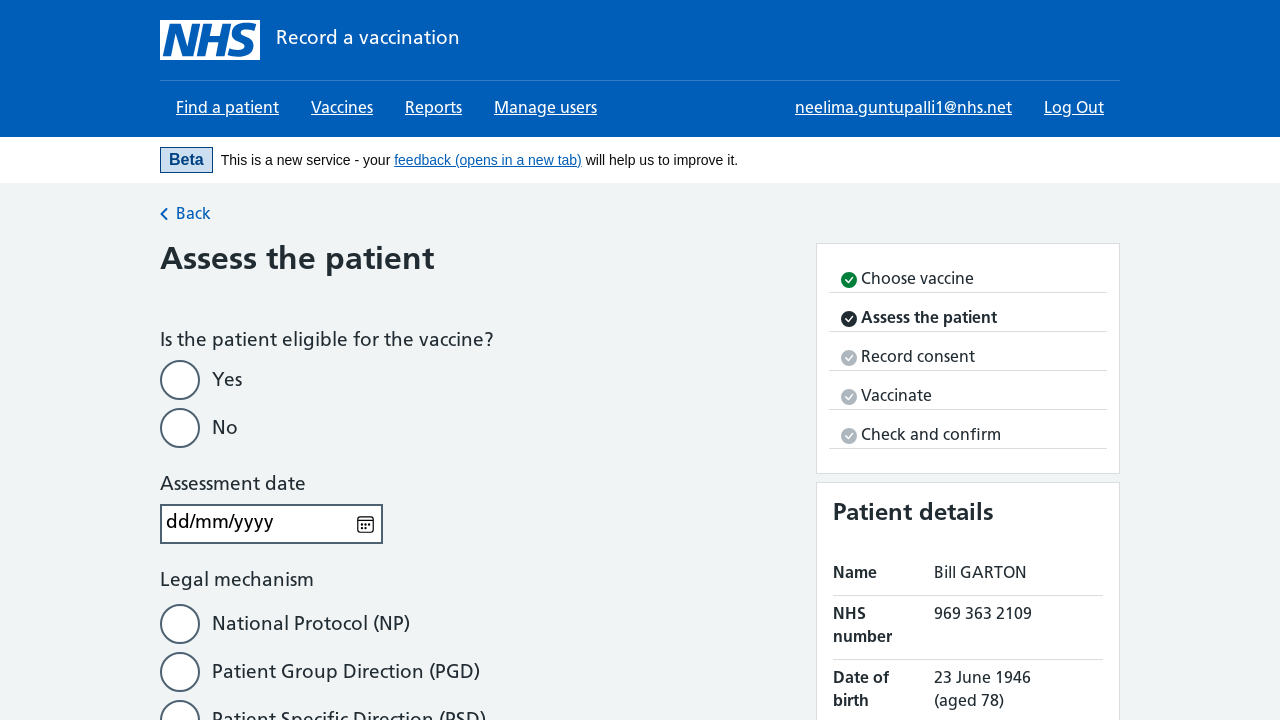 NHS Record a vaccination
Find a patient Vaccines Reports Manage users neelima.guntupalli1@nhs.net Log Out
Beta This is a new service - your feedback (opens in a new tab) will help us to improve it.
Back
Assess the patient
Is the patient eligible for the vaccine?
Yes
No
Assessment date
dd/mm/yyyy
Legal mechanism
National Protocol (NP)
Patient Group Direction (PGD)
Patient Specific Direction (PSD)
Choose vaccine
Assess the patient
Record consent
Vaccinate
Check and confirm
Patient details
Name Bill GARTON
NHS number 969 363 2109
Date of birth 23 June 1946 (aged 78)